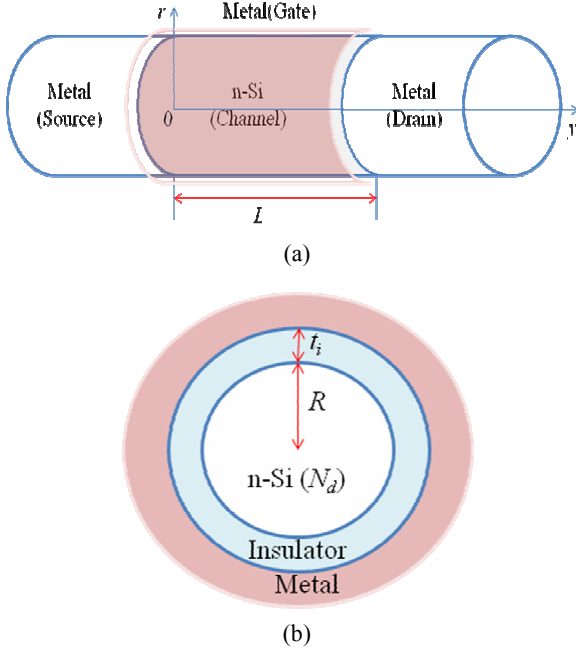 r
Metal(Gate)
Metal
(Source)
n-Si
(Channel)
Metal
(Drain)
0
y
L
(a)
t_i
R
n-Si (N_d)
Insulator
Metal
(b)